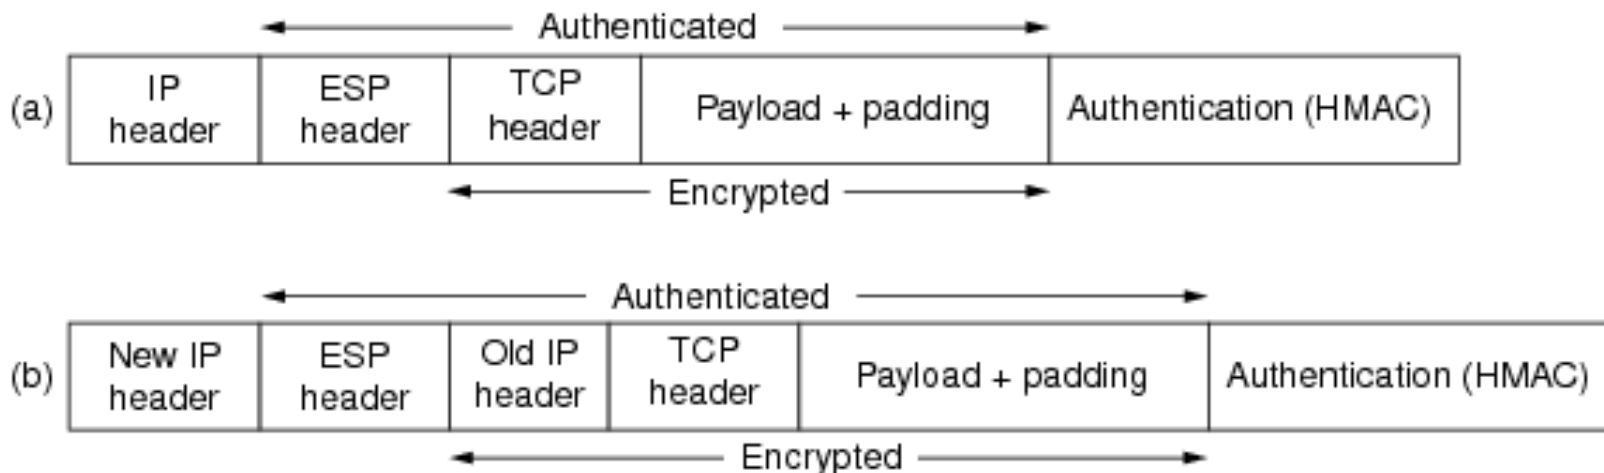 Authenticated
(a)
IP
header
ESP
header
TCP
header
Payload + padding
Authentication (HMAC)
Encrypted
Authenticated
(b)
New IP
header
ESP
header
Old IP
header
TCP
header
Payload + padding
Authentication (HMAC)
Encrypted